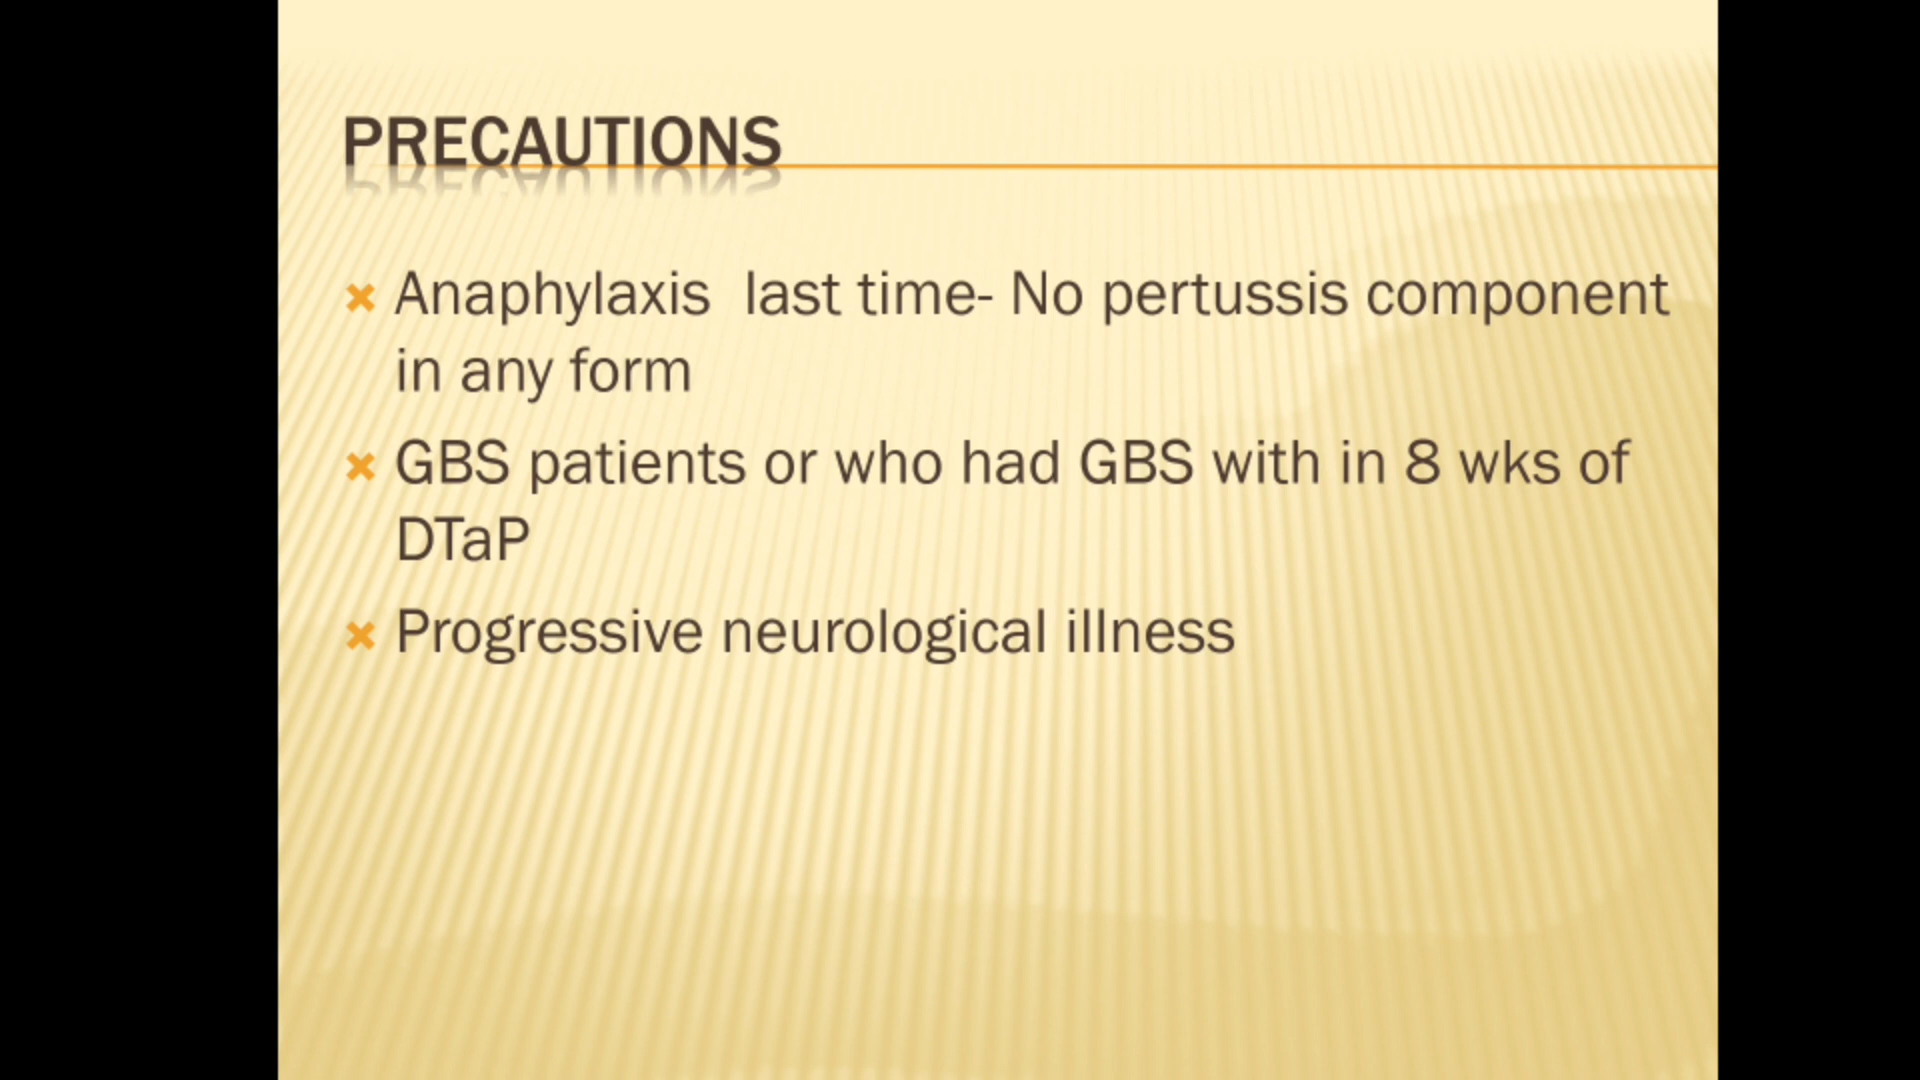 PRECAUTIONS
Anaphylaxis  last time- No pertussis component
in any form
GBS patients or who had GBS with in 8 wks of
DTaP
Progressive neurological illness